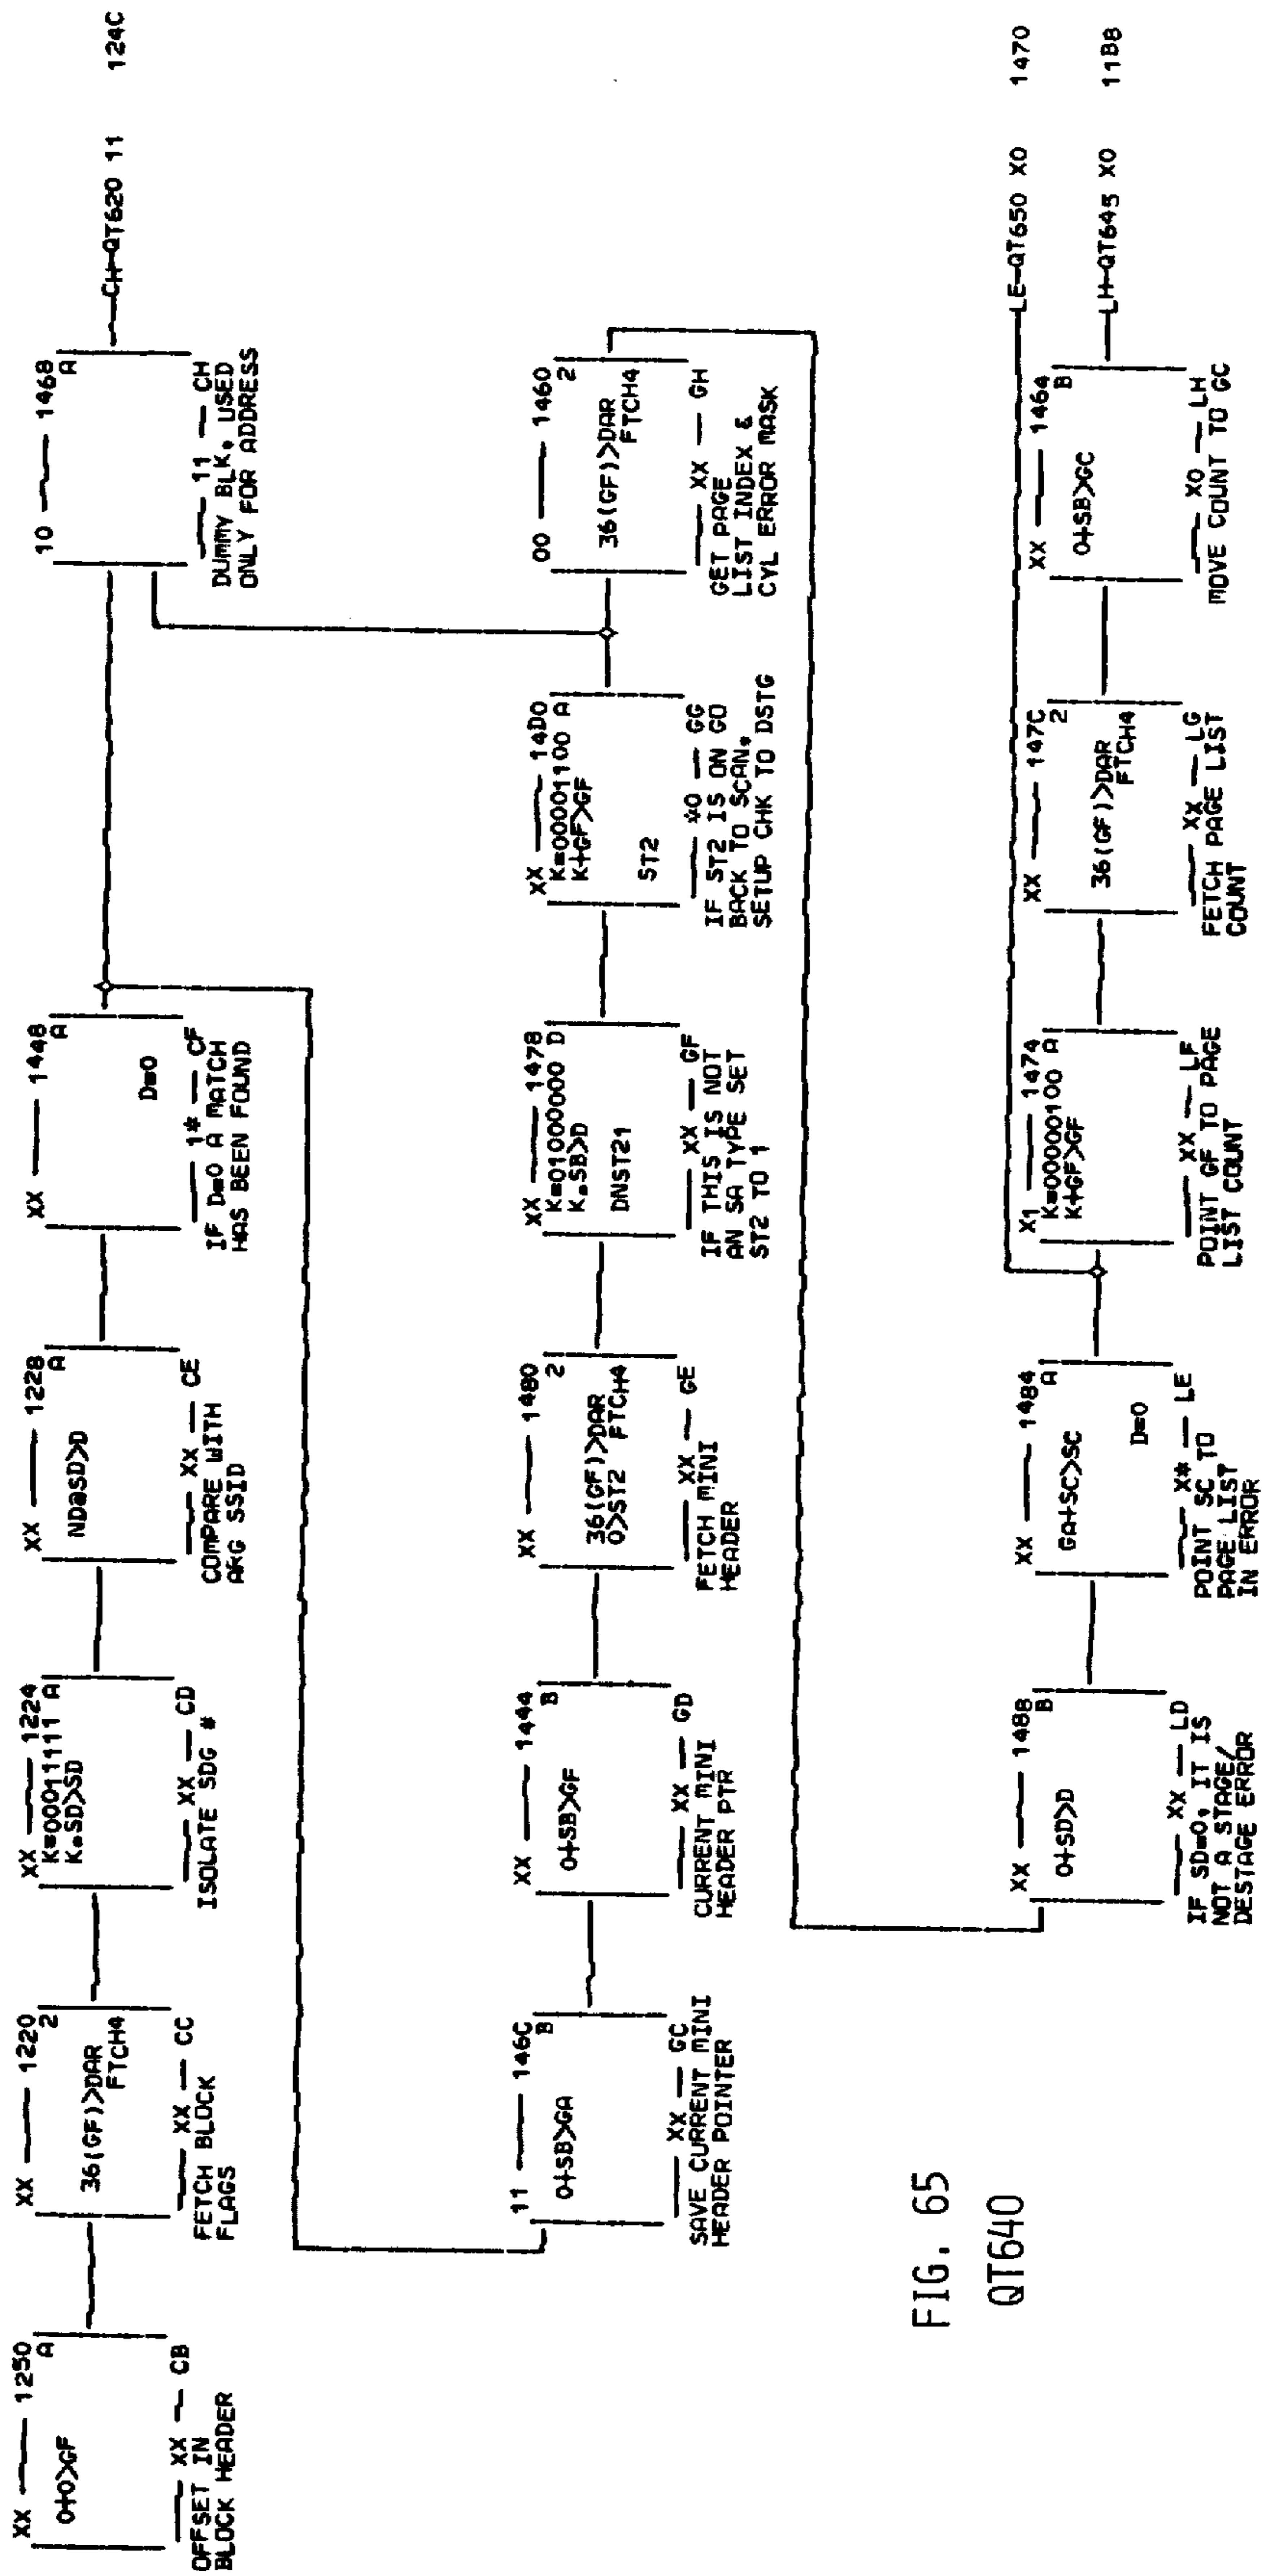 XX — 1250
A
O+O>GF
XX — CB
OFFSET IN
BLOCK HEADER
XX — 1220
2
36(GF)>DAR
FTCH4
XX — CC
FETCH BLOCK
FLAGS
XX — 1224
K=00011111 A
K.SD>SD
XX — CD
ISOLATE SDG #
XX — 1228
A
ND@SD>D
XX — CE
COMPARE WITH
ARG SSID
XX — 1448
A
D=0
1* — CF
IF D=0 A MATCH
HAS BEEN FOUND
10 — 1468
A
11 — CH
DUMMY BLK, USED
ONLY FOR ADDRESS
CH-QT620 11 124C
11 — 146C
B
O+SB>GA
XX — GC
SAVE CURRENT MINI
HEADER POINTER
XX — 1444
B
O+SB>GF
XX — GD
CURRENT MINI
HEADER PTR
XX — 1480
2
36(GF)>DAR
O>ST2 FTCH4
XX — GE
FETCH MINI
HEADER
XX — 1478
K=01000000 D
K.SB>D
DNST21
XX — GF
IF THIS IS NOT
AN SA TYPE SET
ST2 TO 1
XX — 14D0
K=00001100 A
K+GF>GF
ST2
*0 — GG
IF ST2 IS ON GO
BACK TO SCAN*
SETUP CHK TO DSTG
00 — 1460
2
36(GF)>DAR
FTCH4
XX — GH
GET PAGE
LIST INDEX &
CYL ERROR MASK
XX — 1488
B
O+SD>D
XX — LD
IF SD=0, IT IS
NOT A STAGE/
DESTAGE ERROR
XX — 1484
A
GA+SC>SC
D=0
X* — LE
POINT SC TO
PAGE LIST
IN ERROR
X1 — 1474
K=00000100 A
K+GF>GF
XX — LF
POINT GF TO PAGE
LIST COUNT
XX — 147C
2
36(GF)>DAR
FTCH4
XX — LG
FETCH PAGE LIST
COUNT
XX — 1464
B
O+SB>GC
X0 — LH
MOVE COUNT TO GC
LE-QT650 X0 1470
LH-QT645 X0 11B8
FIG. 65
QT640